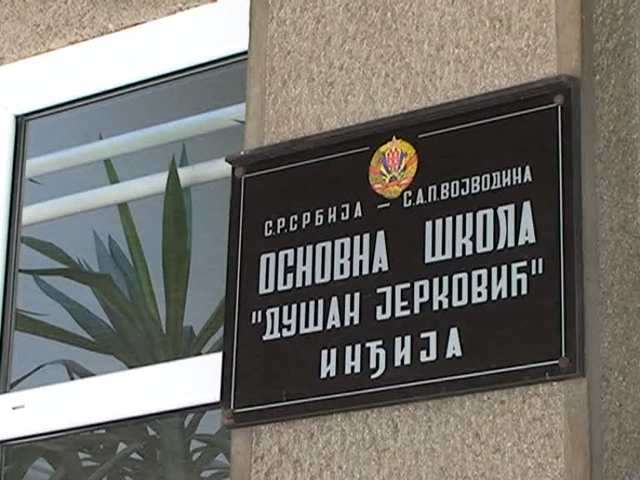 С.Р.СРБИЈА – С.А.П.ВОЈВОДИНА
ОСНОВНА ШКОЛА
"ДУШАН ЈЕРКОВИЋ"
ИНЂИЈА